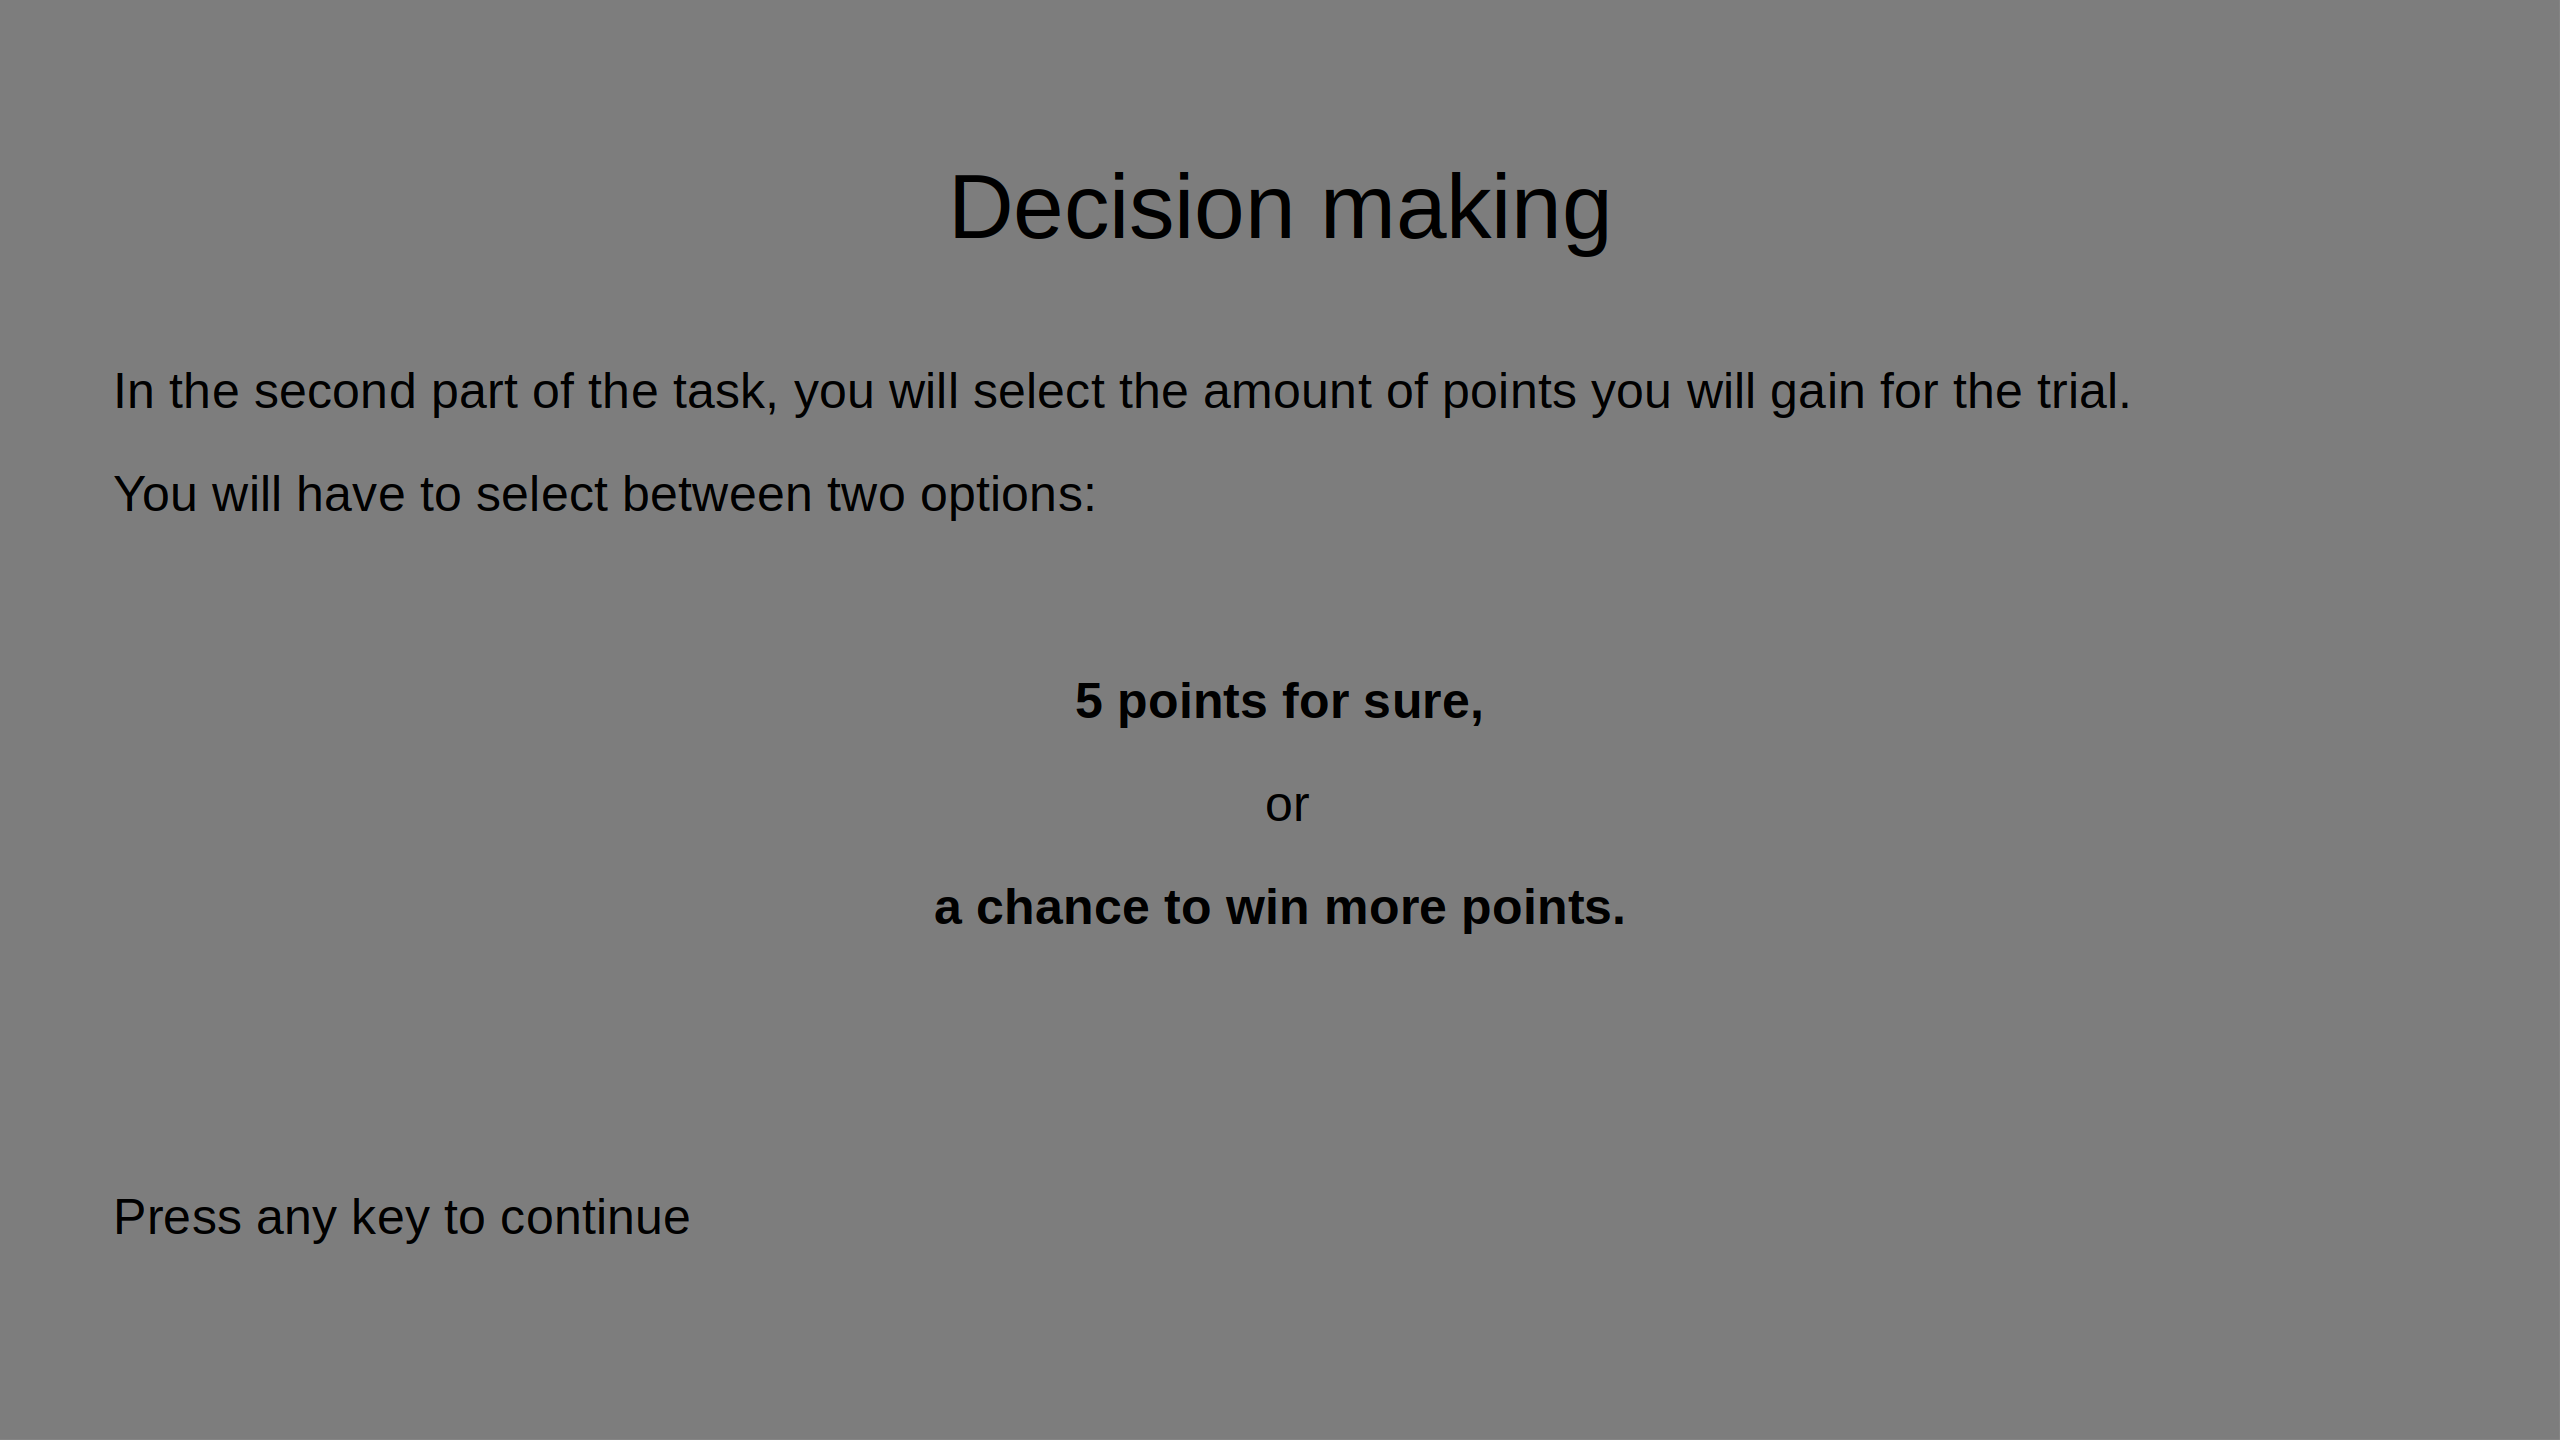 Decision making
In the second part of the task, you will select the amount of points you will gain for the trial.
You will have to select between two options:
5 points for sure,
or
a chance to win more points.
Press any key to continue